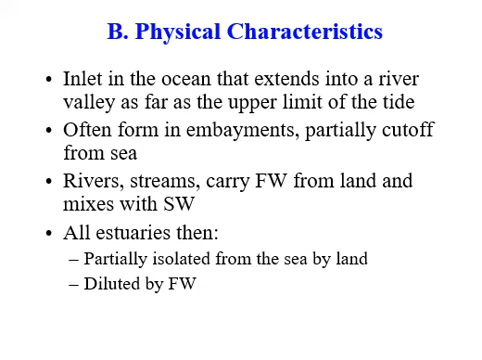 B. Physical Characteristics
• Inlet in the ocean that extends into a river
valley as far as the upper limit of the tide
• Often form in embayments, partially cutoff
from sea
• Rivers, streams, carry FW from land and
mixes with SW
• All estuaries then:
– Partially isolated from the sea by land
– Diluted by FW